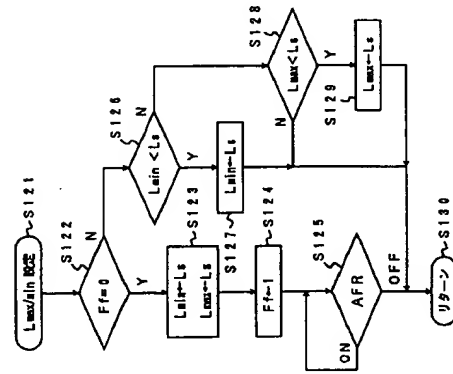 Lmax/min 設定
S121
S122
Ff=0
N
Y
S126
Lmin<Ls
N
Y
S128
Lmax<Ls
N
Y
S123
Lmin←Ls
Lmax←Ls
S127
Lmin←Ls
S129
Lmax←Ls
S124
Ff←1
S125
AFR
ON
OFF
リターン
S130